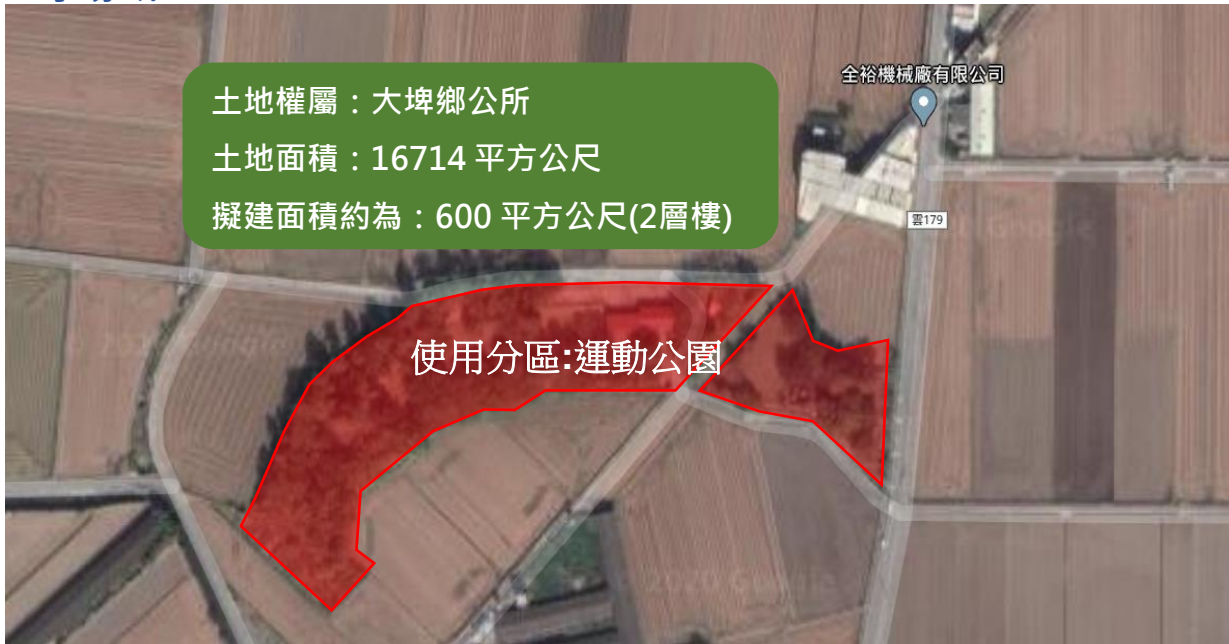 土地權屬：大埤鄉公所
土地面積：16714 平方公尺
擬建面積約為：600 平方公尺(2層樓)
全裕機械廠有限公司
雲179
使用分區:運動公園